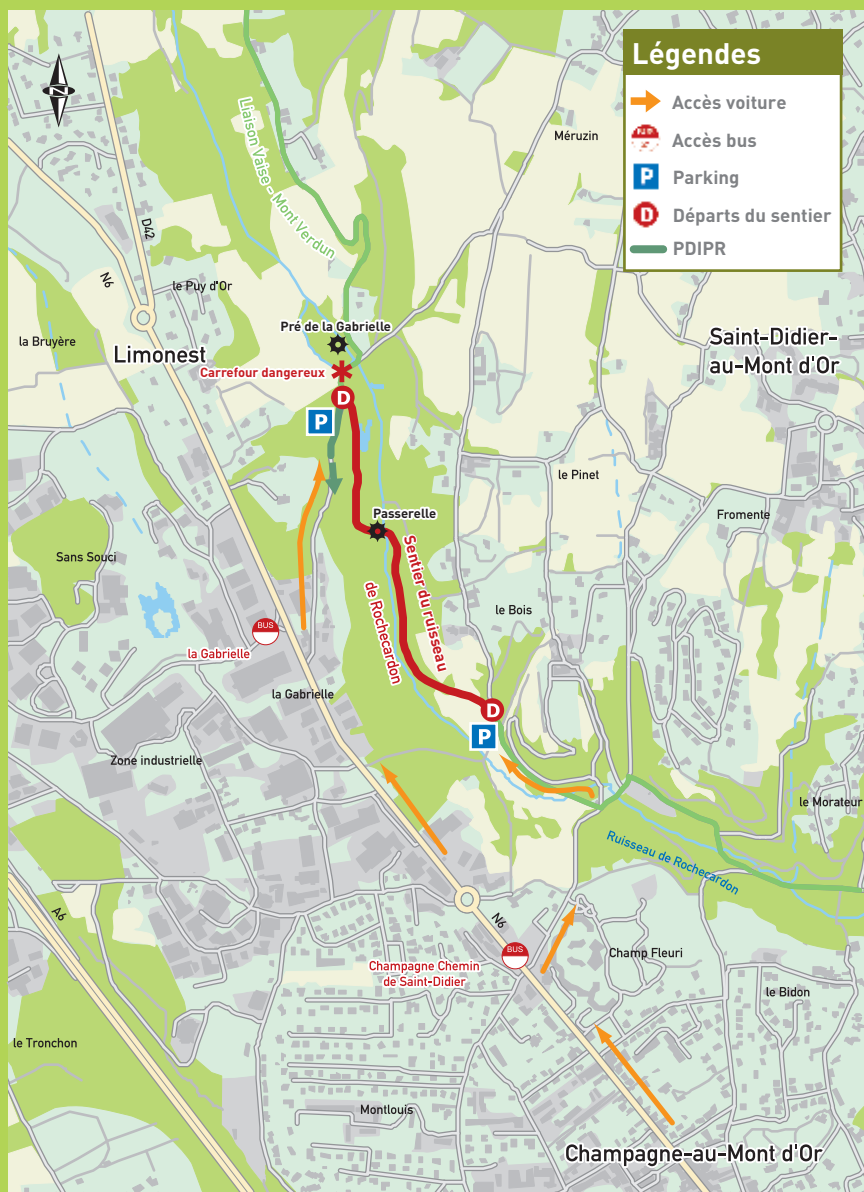 Légendes
Accès voiture
Accès bus
P
Parking
D
Départs du sentier
PDIPR
N
Liaison Vaise - Mont Verdun
Méruzin
D42
N6
le Puy d'Or
la Bruyère
Limonest
Pré de la Gabrielle
Carrefour dangereux
D
P
Saint-Didier-
au-Mont d'Or
le Pinet
Fromente
Passerelle
Sentier du ruisseau
de Rochecardon
Sans Souci
le Bois
BUS
la Gabrielle
la Gabrielle
D
P
Zone industrielle
le Morateur
Ruisseau de Rochecardon
A6
N6
BUS
Champagne Chemin
de Saint-Didier
Champ Fleuri
le Bidon
le Tronchon
Montlouis
Champagne-au-Mont d'Or